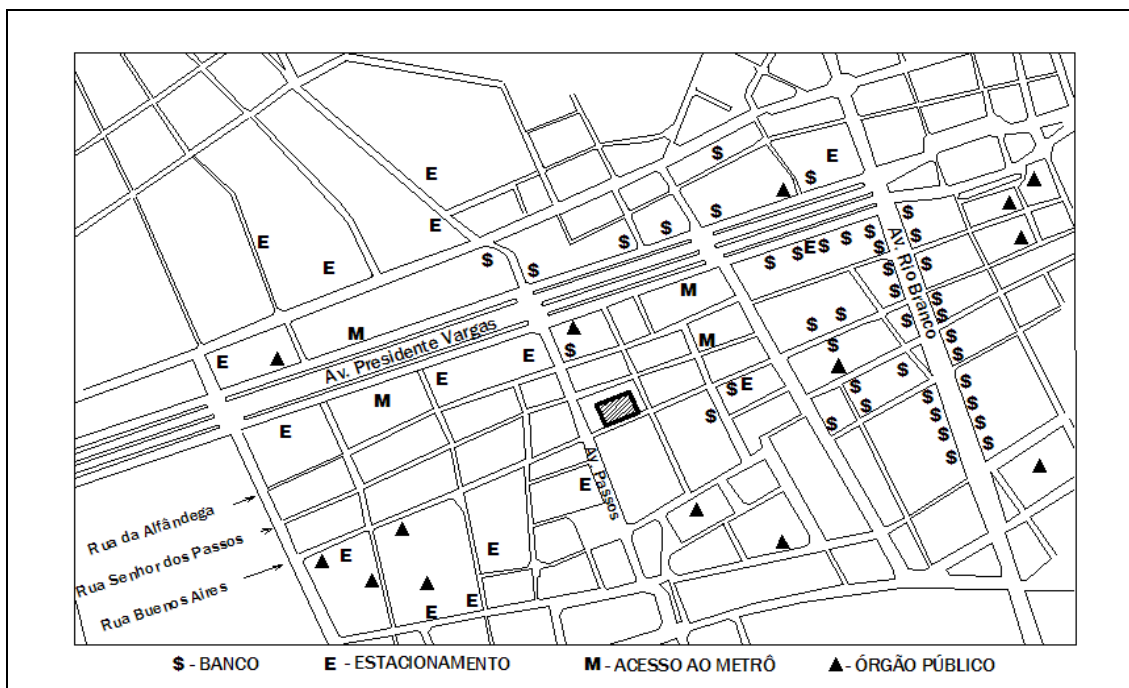 E
$
E
$
$
E
$
$
$
E
$
$
$
$
$
$
$
E
$
$
$
$
$
M
$
$
$
M
Av. Rio Branco
$
$
$
$
$
$
E
Av. Presidente Vargas
E
$
M
$
$
E
E
$
$
E
$
$
$
M
$
$
$
$
$
E
$
$
$
$
E
Av. Passos
Rua da Alfândega
Rua Senhor dos Passos
Rua Buenos Aires
E
E
E
E
$ - BANCO E - ESTACIONAMENTO M - ACESSO AO METRÔ ▲- ÓRGÃO PÚBLICO